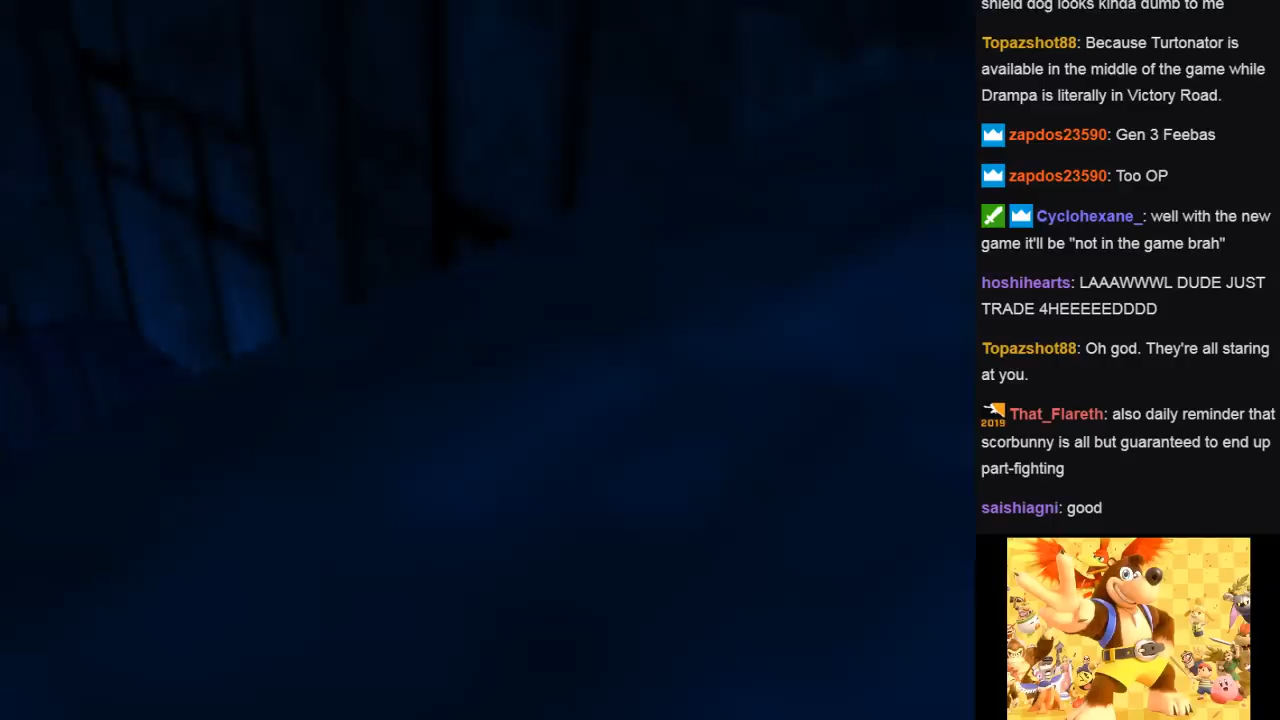 shield dog looks kinda dumb to me
Topazshot88: Because Turtonator is
available in the middle of the game while
Drampa is literally in Victory Road.
zapdos23590: Gen 3 Feebas
zapdos23590: Too OP
Cyclohexane_: well with the new
game it'll be "not in the game brah"
hoshihearts: LAAAWWWL DUDE JUST
TRADE 4HEEEEEDDDD
Topazshot88: Oh god. They're all staring
at you.
2019 That_Flareth: also daily reminder that
scorbunny is all but guaranteed to end up
part-fighting
saishiagni: good